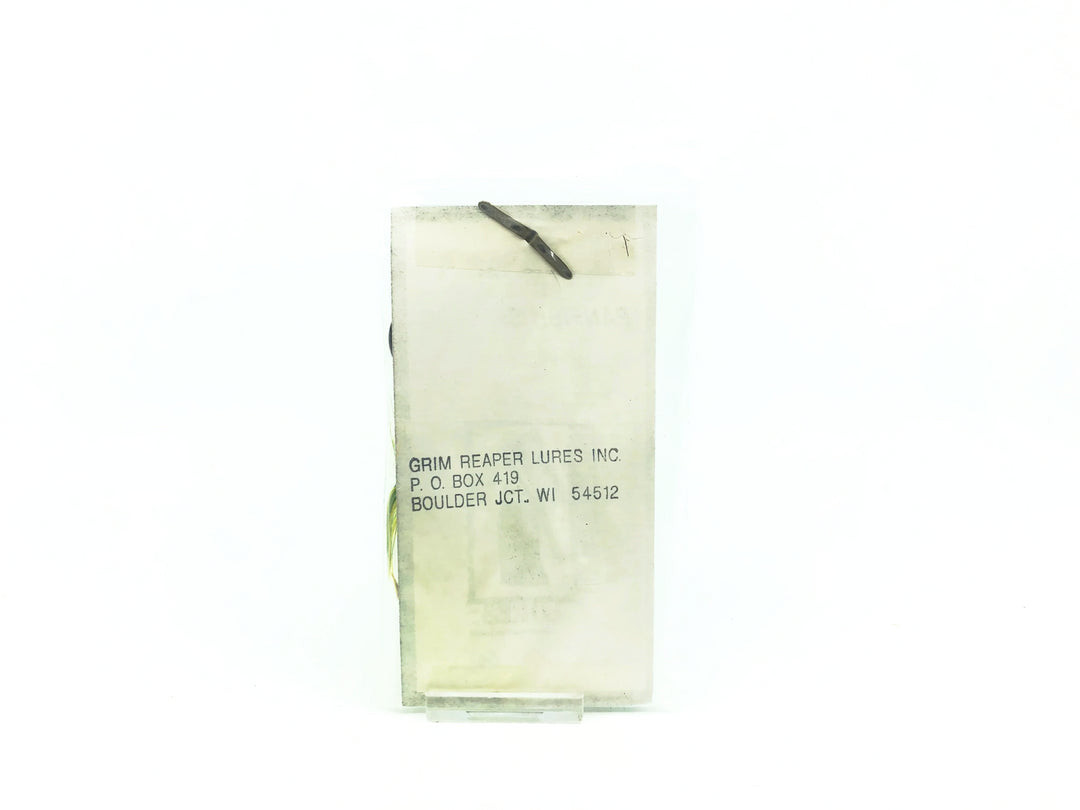 GRIM REAPER LURES INC.
P. O. BOX 419
BOULDER JCT. WI 54512